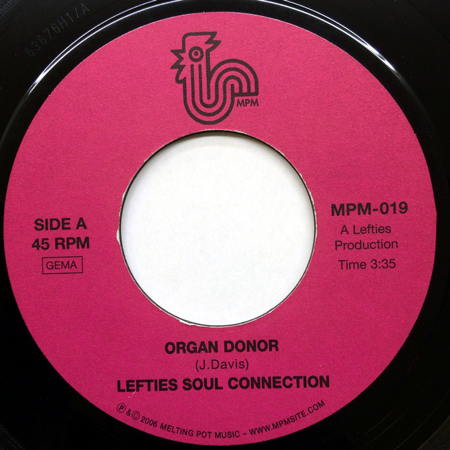 MPM
SIDE A
45 RPM
GEMA
MPM-019
A Lefties
Production
Time 3:35
ORGAN DONOR
(J.Davis)
LEFTIES SOUL CONNECTION
℗ & © 2006 MELTING POT MUSIC – WWW.MPMSITE.COM
63676H1/A